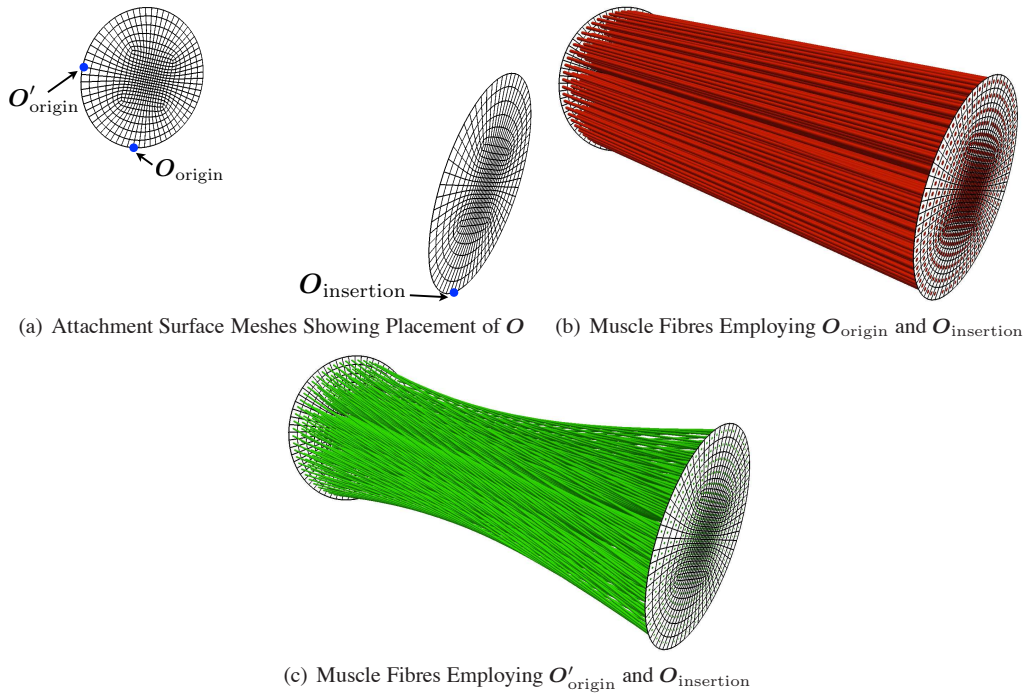 O′origin
Oorigin
Oinsertion
(a) Attachment Surface Meshes Showing Placement of O
(b) Muscle Fibres Employing Oorigin and Oinsertion
(c) Muscle Fibres Employing O′origin and Oinsertion